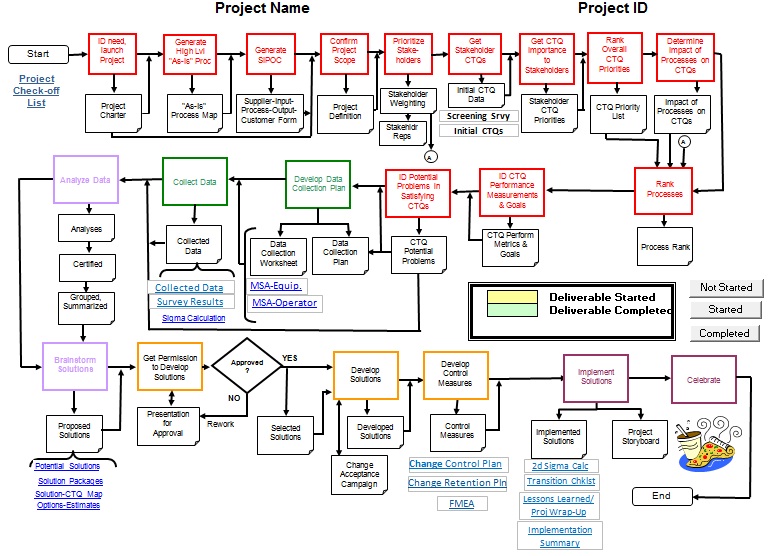 Project Name
Project ID
Start
Project
Check-off
List
ID need,
launch
Project
Generate
High Lvl
"As-Is" Proc
Generate
SIPOC
Confirm
Project
Scope
Prioritize
Stake-
holders
Get
Stakeholder
CTQs
Get CTQ
Importance
to Stakeholders
Rank
Overall
CTQ
Priorities
Determine Impact
of Processes on
CTQs
Project
Charter
"As-Is"
Process Map
Supplier-Input-
Process-Output-
Customer Form
Project
Definition
Stakeholder
Weighting
Stakehldr
Reps
A
Initial CTQ
Data
Screening Srvy
Initial CTQs
Stakeholder
CTQ
Priorities
CTQ Priority
List
Impact of
Processes on
CTQs
A
Analyze Data
Collect Data
Develop Data
Collection Plan
ID Potential
Problems in
Satisfying
CTQs
ID CTQ
Performance
Measurements
& Goals
Rank
Processes
Analyses
Certified
Grouped,
Summarized
Collected
Data
Collected Data
Survey Results
Sigma Calculation
Data
Collection
Worksheet
Data
Collection
Plan
MSA-Equip.
MSA-Operator
CTQ
Potential
Problems
CTQ Perform
Metrics &
Goals
Process Rank
Deliverable Started
Deliverable Completed
Not Started
Started
Completed
Brainstorm
Solutions
Get Permission
to Develop
Solutions
Approved
?
YES
NO
Rework
Develop
Solutions
Develop
Control
Measures
Implement
Solutions
Celebrate
Proposed
Solutions
Potential Solutions
Solution Packages
Solution-CTQ Map
Options-Estimates
Presentation
for
Approval
Selected
Solutions
Developed
Solutions
Change
Acceptance
Campaign
Control
Measures
Change Control Plan
Change Retention Pln
FMEA
Implemented
Solutions
Project
Storyboard
2d Sigma Calc
Transition Chklst
Lessons Learned/
Proj Wrap-Up
Implementation
Summary
End